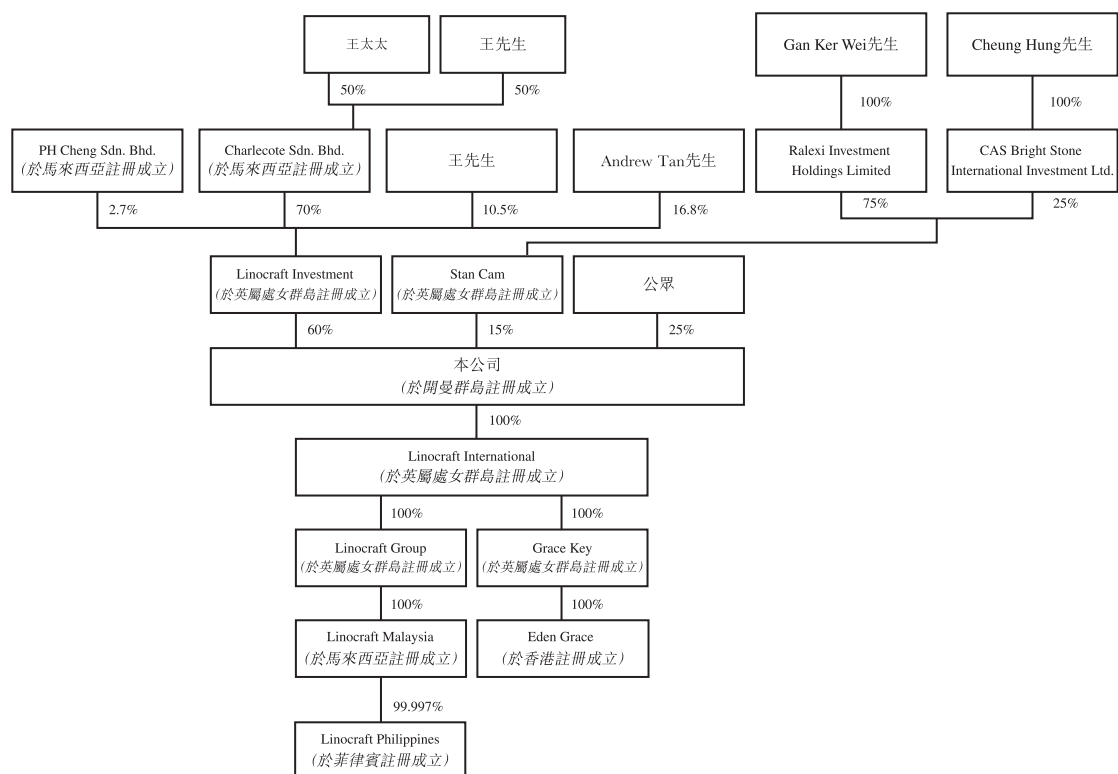 王太太
王先生
Gan Ker Wei先生
Cheung Hung先生
50%
50%
100%
100%
PH Cheng Sdn. Bhd.
(於馬來西亞註冊成立)
Charlecote Sdn. Bhd.
(於馬來西亞註冊成立)
王先生
Andrew Tan先生
Ralexi Investment
Holdings Limited
CAS Bright Stone
International Investment Ltd.
2.7%
70%
10.5%
16.8%
75%
25%
Linocraft Investment
(於英屬處女群島註冊成立)
Stan Cam
(於英屬處女群島註冊成立)
公眾
60%
15%
25%
本公司
(於開曼群島註冊成立)
100%
Linocraft International
(於英屬處女群島註冊成立)
100%
100%
Linocraft Group
(於英屬處女群島註冊成立)
Grace Key
(於英屬處女群島註冊成立)
100%
100%
Linocraft Malaysia
(於馬來西亞註冊成立)
Eden Grace
(於香港註冊成立)
99.997%
Linocraft Philippines
(於菲律賓註冊成立)